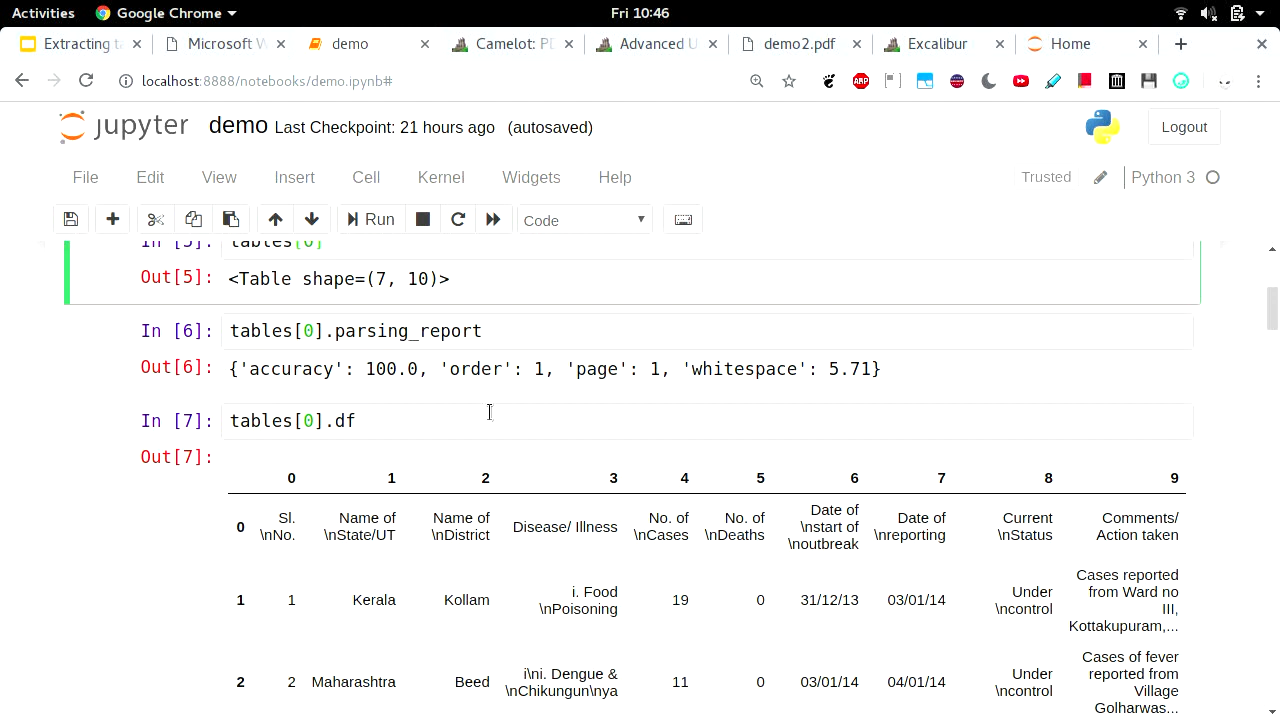 Activities Google Chrome Fri 10:46
Extracting ta Microsoft W demo Camelot: PD Advanced U demo2.pdf Excalibur Home
localhost:8888/notebooks/demo.ipynb#
jupyter demo Last Checkpoint: 21 hours ago (autosaved) Logout
File Edit View Insert Cell Kernel Widgets Help Trusted Python 3
Run Code
In [5]: tables[0]
Out[5]: <Table shape=(7, 10)>
In [6]: tables[0].parsing_report
Out[6]: {'accuracy': 100.0, 'order': 1, 'page': 1, 'whitespace': 5.71}
In [7]: tables[0].df
Out[7]:
0 1 2 3 4 5 6 7 8 9
0 Sl. \nNo. Name of \nState/UT Name of \nDistrict Disease/ Illness No. of \nCases No. of \nDeaths Date of \nstart of \noutbreak Date of \nreporting Current \nStatus Comments/ Action taken
1 1 Kerala Kollam i. Food \nPoisoning 19 0 31/12/13 03/01/14 Under \ncontrol Cases reported from Ward no III, Kottakupuram,...
2 2 Maharashtra Beed i\ni. Dengue & \nChikungun\nya 11 0 03/01/14 04/01/14 Under \ncontrol Cases of fever reported from Village Golharwas...